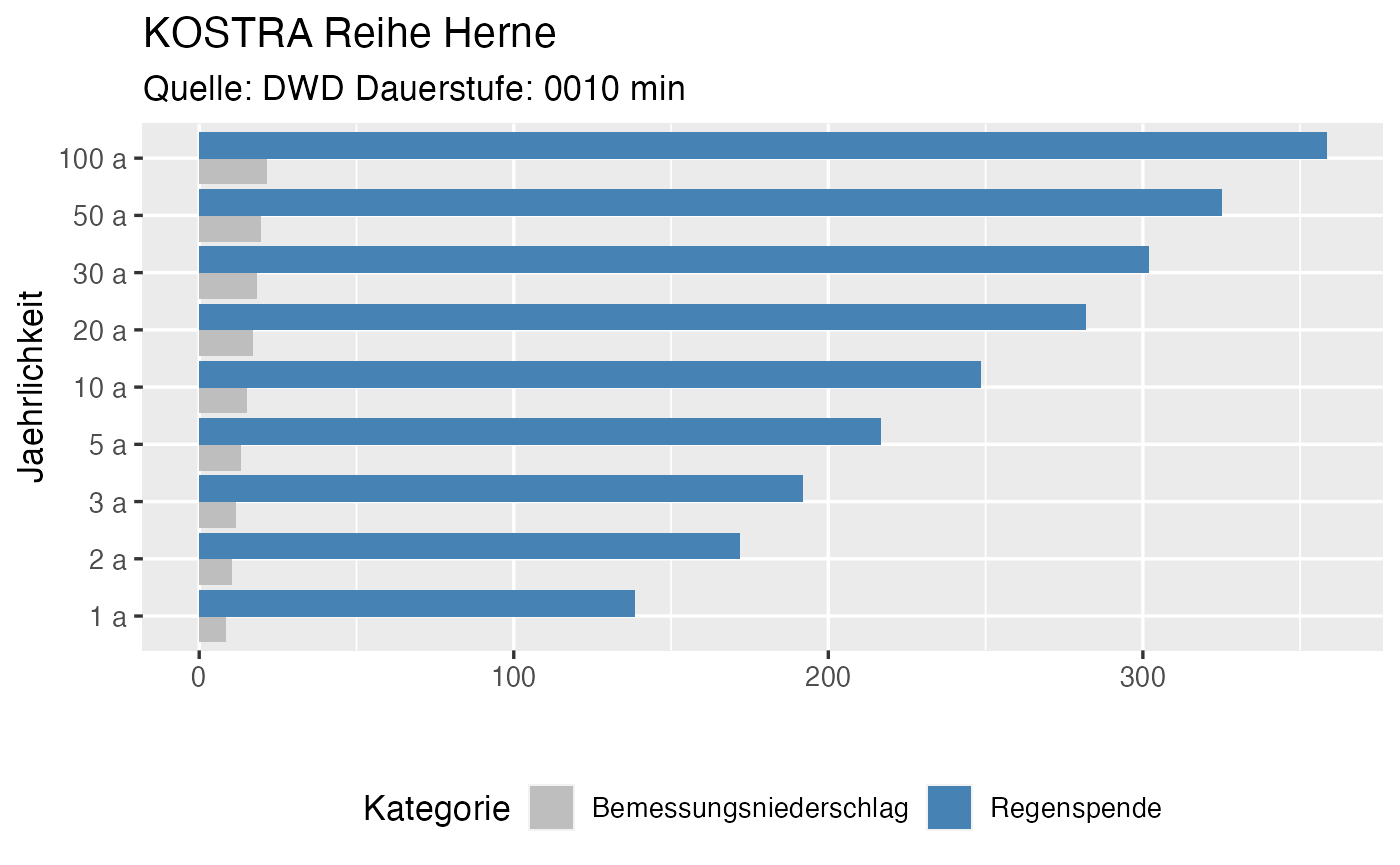 KOSTRA Reihe Herne
Quelle: DWD Dauerstufe: 0010 min
Jaehrlichkeit
100 a
50 a
30 a
20 a
10 a
5 a
3 a
2 a
1 a
0 100 200 300
Kategorie Bemessungsniederschlag Regenspende